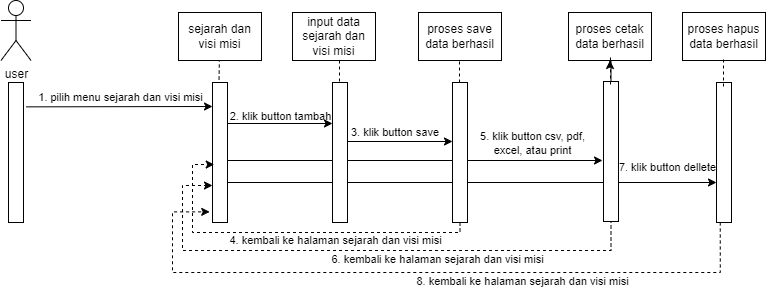 sejarah dan
visi misi
input data
sejarah dan
visi misi
proses save
data berhasil
proses cetak
data berhasil
proses hapus
data berhasil
user
1. pilih menu sejarah dan visi misi
2. klik button tambah
3. klik button save
5. klik button csv, pdf,
excel, atau print
7. klik button dellete
4. kembali ke halaman sejarah dan visi misi
6. kembali ke halaman sejarah dan visi misi
8. kembali ke halaman sejarah dan visi misi